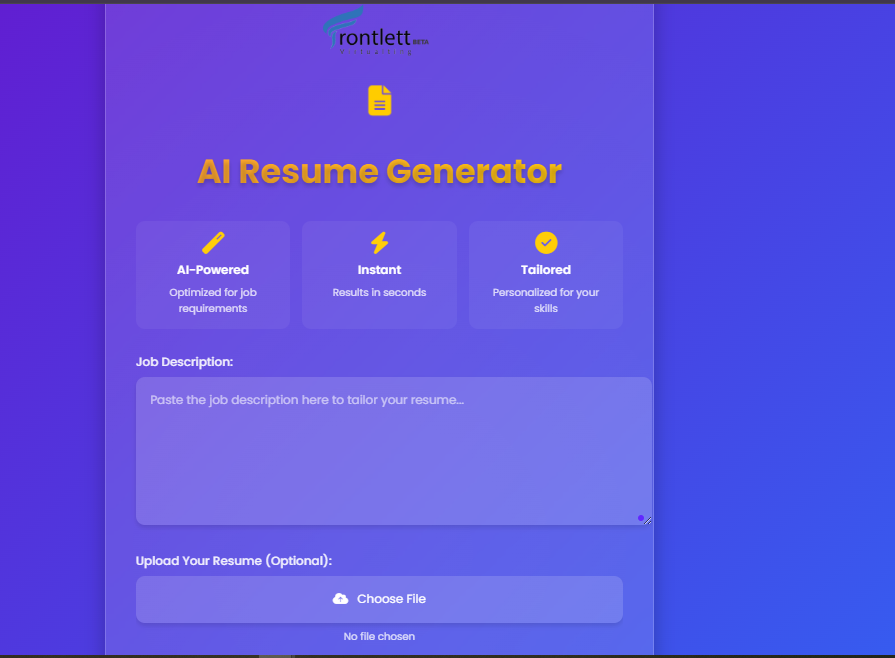 rontlett BETA
AI Resume Generator
AI-Powered
Optimized for job
requirements
Instant
Results in seconds
Tailored
Personalized for your
skills
Job Description:
Paste the job description here to tailor your resume...
Upload Your Resume (Optional):
Choose File
No file chosen